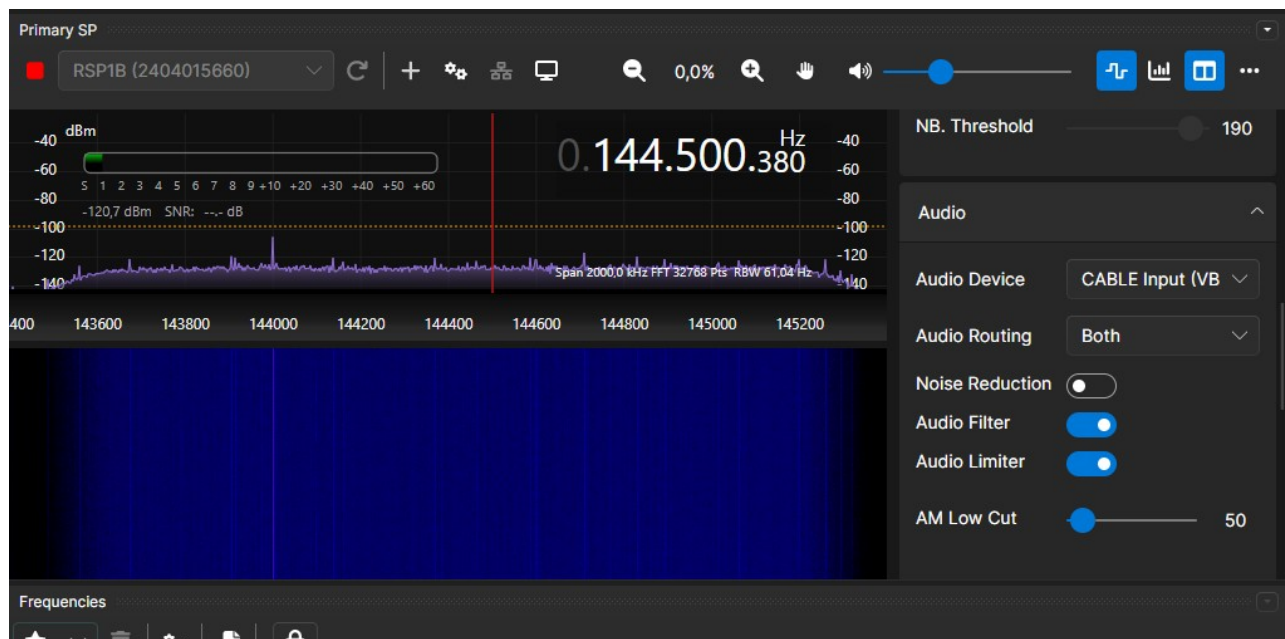 Primary SP
RSP1B (2404015660)
0,0%
dBm
-40
-60
-80
-100
-120
-140
S 1 2 3 4 5 6 7 8 9 +10 +20 +30 +40 +50 +60
-120,7 dBm SNR: --,- dB
0.144.500.380
Hz
-40
-60
-80
-100
-120
-140
Span 2000,0 kHz FFT 32768 Pts RBW 61,04 Hz
400 143600 143800 144000 144200 144400 144600 144800 145000 145200
NB. Threshold 190
Audio
Audio Device CABLE Input (VB
Audio Routing Both
Noise Reduction
Audio Filter
Audio Limiter
AM Low Cut 50
Frequencies